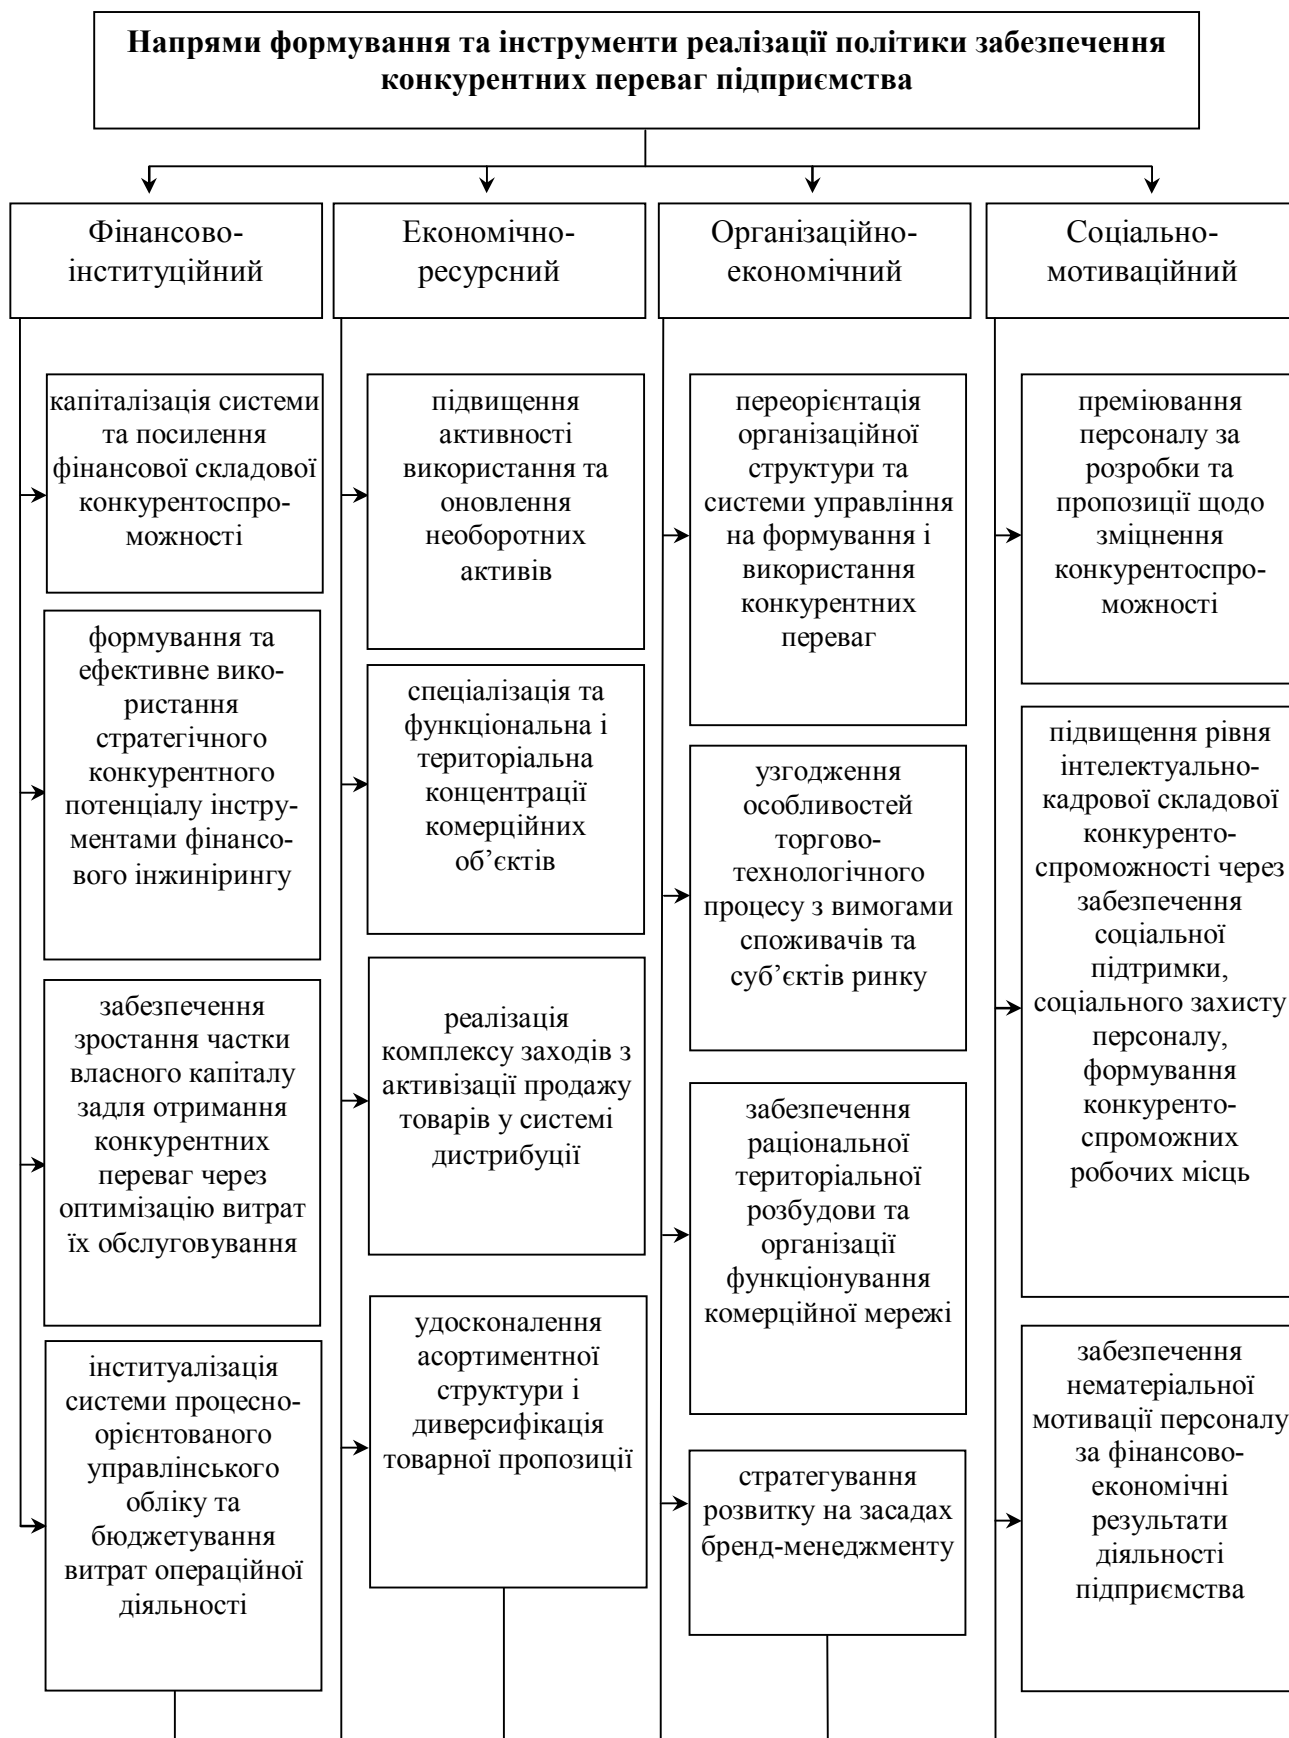 Напрями формування та інструменти реалізації політики забезпечення
конкурентних переваг підприємства
Фінансово-
інституційний
капіталізація системи
та посилення
фінансової складової
конкурентоспро-
можності
формування та
ефективне вико-
ристання
стратегічного
конкурентного
потенціалу інстру-
ментами фінансо-
вого інжинірингу
забезпечення
зростання частки
власного капіталу
задля отримання
конкурентних
переваг через
оптимізацію витрат
їх обслуговування
інституалізація
системи процесно-
орієнтованого
управлінського
обліку та
бюджетування
витрат операційної
діяльності
Економічно-
ресурсний
підвищення
активності
використання та
оновлення
необоротних
активів
спеціалізація та
функціональна і
територіальна
концентрації
комерційних
об’єктів
реалізація
комплексу заходів з
активізації продажу
товарів у системі
дистрибуції
удосконалення
асортиментної
структури і
диверсифікація
товарної пропозиції
Організаційно-
економічний
переорієнтація
організаційної
структури та
системи управління
на формування і
використання
конкурентних
переваг
узгодження
особливостей
торгово-
технологічного
процесу з вимогами
споживачів та
суб’єктів ринку
забезпечення
раціональної
територіальної
розбудови та
організації
функціонування
комерційної мережі
стратегування
розвитку на засадах
бренд-менеджменту
Соціально-
мотиваційний
преміювання
персоналу за
розробки та
пропозиції щодо
зміцнення
конкурентоспро-
можності
підвищення рівня
інтелектуально-
кадрової складової
конкуренто-
спроможності через
забезпечення
соціальної
підтримки,
соціального захисту
персоналу,
формування
конкуренто-
спроможних
робочих місць
забезпечення
нематеріальної
мотивації персоналу
за фінансово-
економічні
результати
діяльності
підприємства